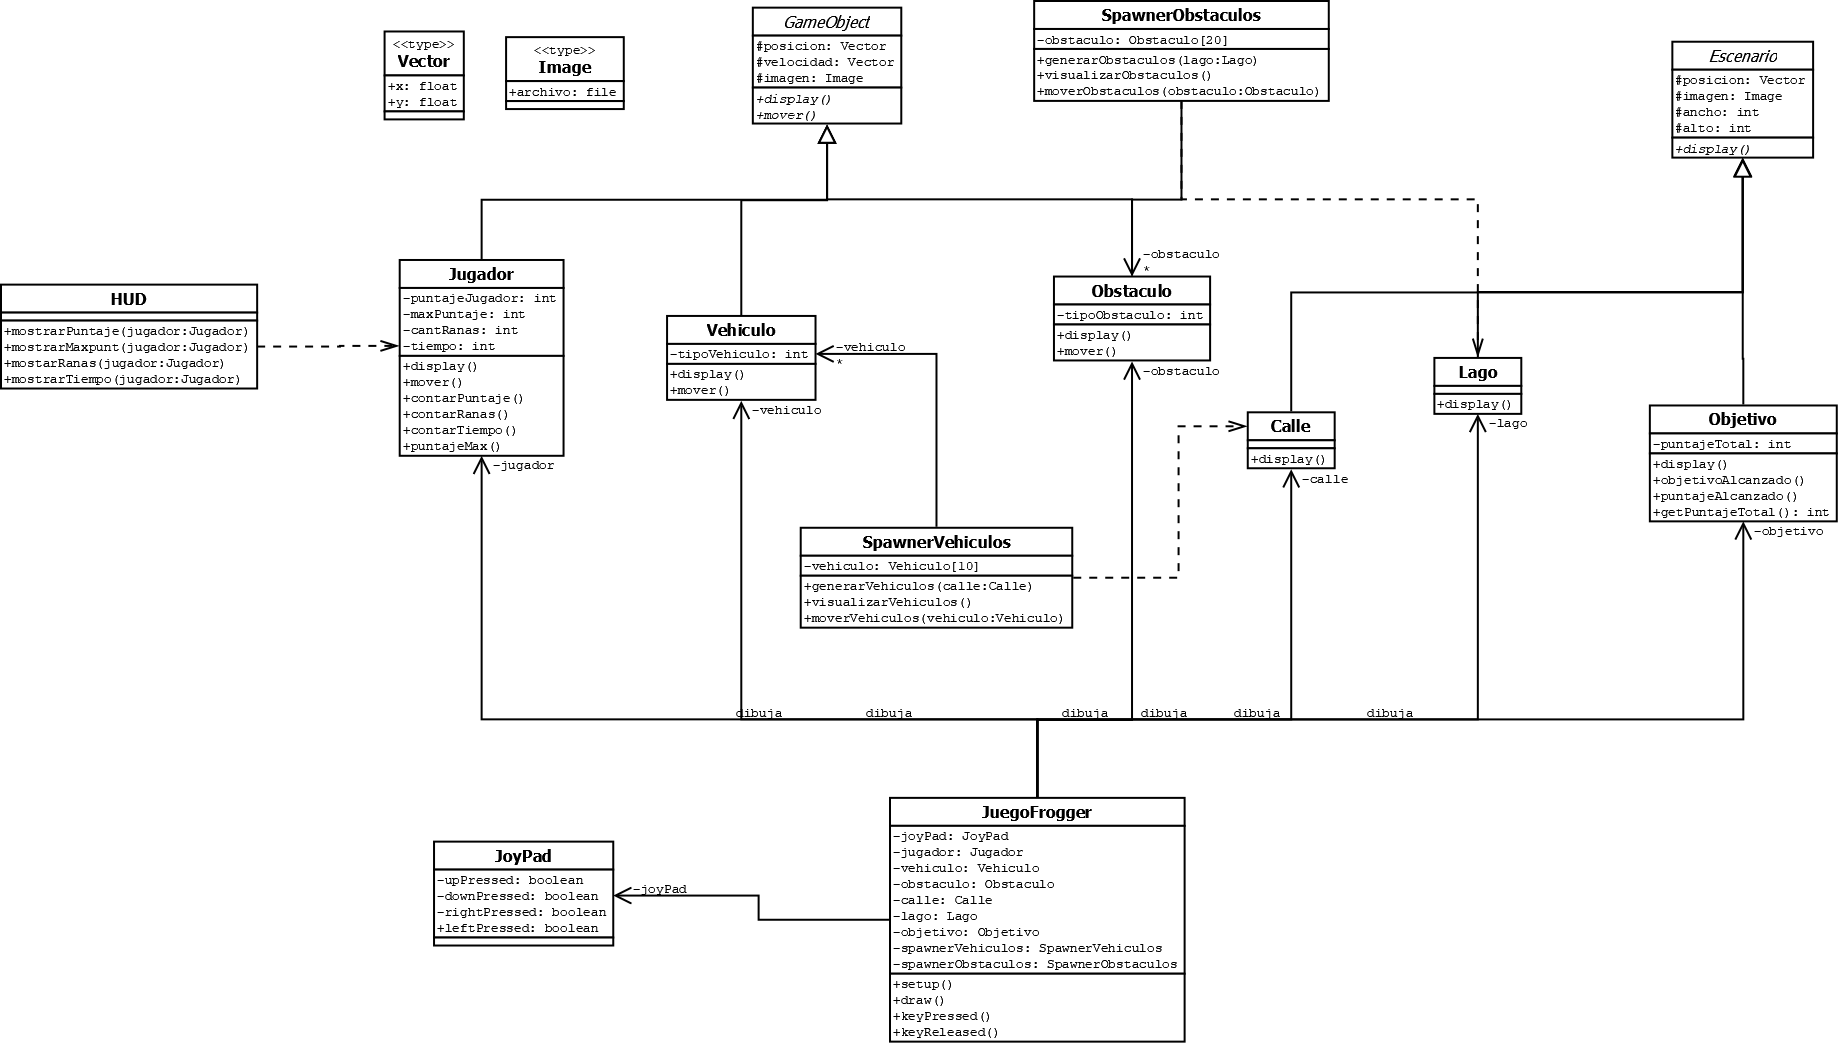 <<type>>
Vector
+x: float
+y: float
<<type>>
Image
+archivo: file
GameObject
#posicion: Vector
#velocidad: Vector
#imagen: Image
+display()
+mover()
SpawnerObstaculos
-obstaculo: Obstaculo[20]
+generarObstaculos(lago:Lago)
+visualizarObstaculos()
+moverObstaculos(obstaculo:Obstaculo)
Escenario
#posicion: Vector
#imagen: Image
#ancho: int
#alto: int
+display()
HUD
+mostrarPuntaje(jugador:Jugador)
+mostrarMaxpunt(jugador:Jugador)
+mostarRanas(jugador:Jugador)
+mostrarTiempo(jugador:Jugador)
Jugador
-puntajeJugador: int
-maxPuntaje: int
-cantRanas: int
-tiempo: int
+display()
+mover()
+contarPuntaje()
+contarRanas()
+contarTiempo()
+puntajeMax()
-jugador
Vehiculo
-tipoVehiculo: int
+display()
+mover()
-vehiculo
*
-vehiculo
-obstaculo
*
Obstaculo
-tipoObstaculo: int
+display()
+mover()
-obstaculo
Calle
+display()
-calle
Lago
+display()
-lago
Objetivo
-puntajeTotal: int
+display()
+objetivoAlcanzado()
+puntajeAlcanzado()
+getPuntajeTotal(): int
-objetivo
SpawnerVehiculos
-vehiculo: Vehiculo[10]
+generarVehiculos(calle:Calle)
+visualizarVehiculos()
+moverVehiculos(vehiculo:Vehiculo)
dibuja
dibuja
dibuja
dibuja
dibuja
dibuja
JoyPad
-upPressed: boolean
-downPressed: boolean
-rightPressed: boolean
+leftPressed: boolean
-joyPad
JuegoFrogger
-joyPad: JoyPad
-jugador: Jugador
-vehiculo: Vehiculo
-obstaculo: Obstaculo
-calle: Calle
-lago: Lago
-objetivo: Objetivo
-spawnerVehiculos: SpawnerVehiculos
-spawnerObstaculos: SpawnerObstaculos
+setup()
+draw()
+keyPressed()
+keyReleased()